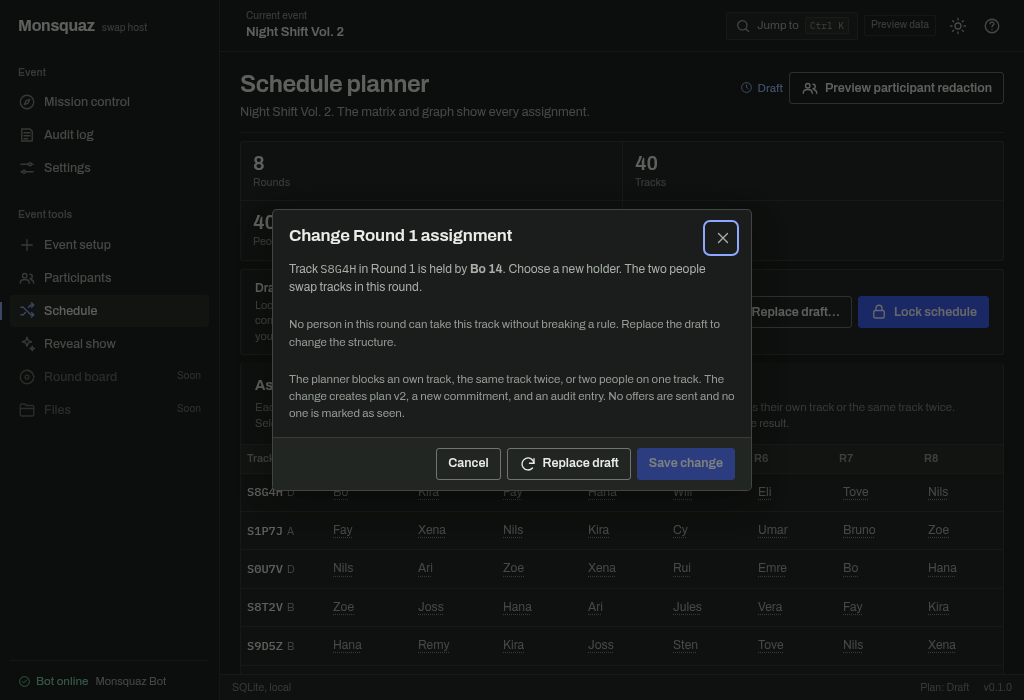 Monsquaz swap host
Current event
Night Shift Vol. 2
Jump to Ctrl K
Preview data
Event
Mission control
Audit log
Settings
Event tools
Event setup
Participants
Schedule
Reveal show
Round board Soon
Files Soon
Bot online Monsquaz Bot
Schedule planner
Night Shift Vol. 2. The matrix and graph show every assignment.
Draft
Preview participant redaction
8
Rounds
40
Tracks
Replace draft...
Lock schedule
Change Round 1 assignment
Track S8G4H in Round 1 is held by Bo 14. Choose a new holder. The two people
swap tracks in this round.
No person in this round can take this track without breaking a rule. Replace the draft to
change the structure.
The planner blocks an own track, the same track twice, or two people on one track. The
change creates plan v2, a new commitment, and an audit entry. No offers are sent and no
one is marked as seen.
Cancel
Replace draft
Save change
their own track or the same track twice.
result.
R6 R7 R8
S8G4H D Bo Kira Fay Hana Will Eli Tove Nils
S1P7J A Fay Xena Nils Kira Cy Umar Bruno Zoe
S0U7V D Nils Ari Zoe Xena Rui Emre Bo Hana
S8T2V B Zoe Joss Hana Ari Jules Vera Fay Kira
S9D5Z B Hana Remy Kira Joss Sten Tove Nils Xena
SQLite, local
Plan: Draft v0.1.0